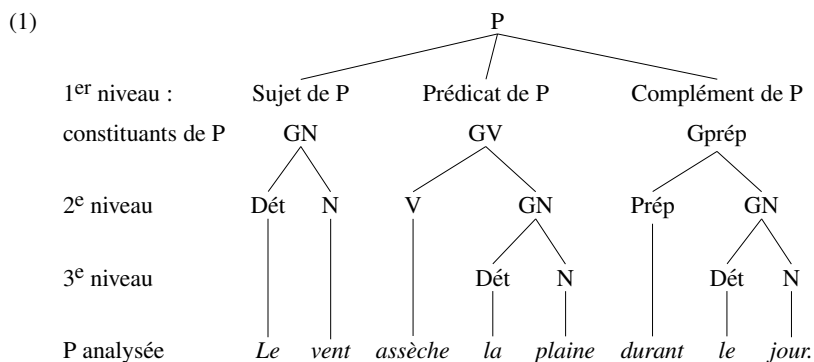 (1) P
1er niveau : Sujet de P Prédicat de P Complément de P
constituants de P GN GV Gprép
2e niveau Dét N V GN Prép GN
3e niveau Dét N Dét N
P analysée Le vent assèche la plaine durant le jour.